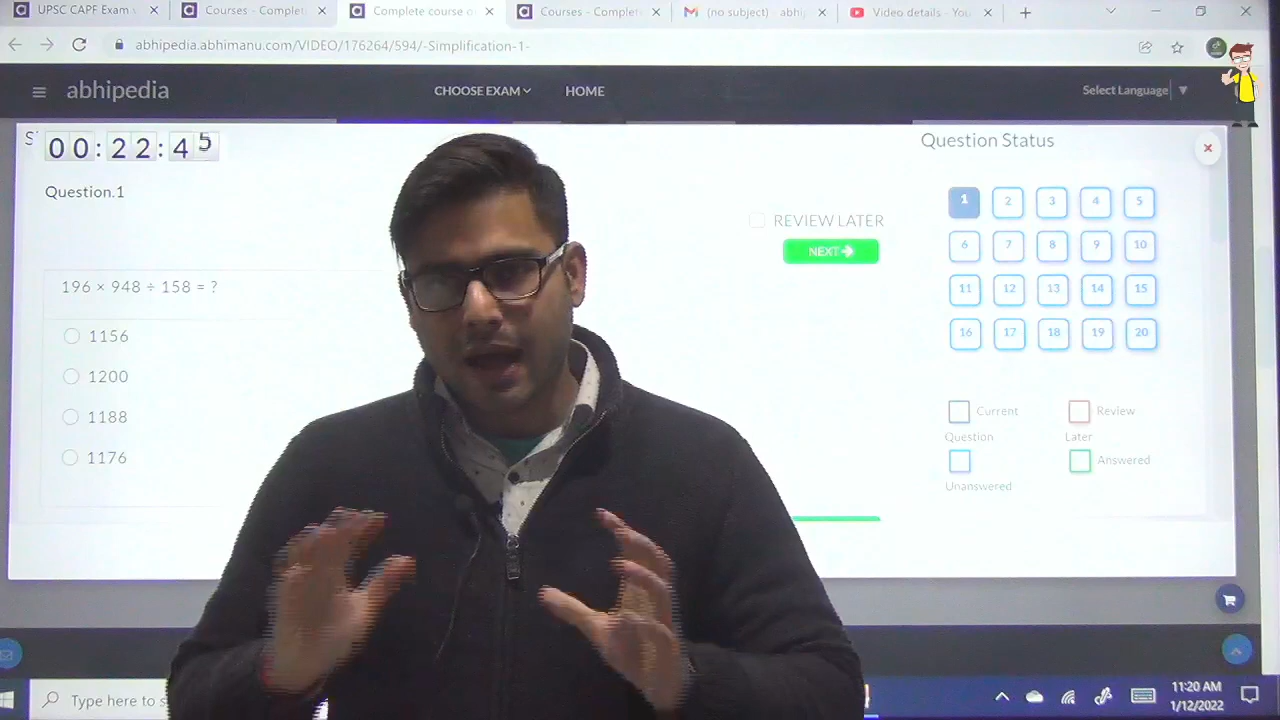 UPSC CAPF Exam
Courses - Complet
Complete course o
Courses - Complet
(no subject) - abhij
Video details - You
abhipedia.abhimanu.com/VIDEO/176264/594/-Simplification-1-
abhipedia
CHOOSE EXAM
HOME
Select Language
00:22:45
Question Status
Question.1
REVIEW LATER
NEXT
196 × 948 ÷ 158 = ?
1156
1200
1188
1176
1 2 3 4 5
6 7 8 9 10
11 12 13 14 15
16 17 18 19 20
Current
Question
Review
Later
Unanswered
Answered
Type here to s
11:20 AM
1/12/2022